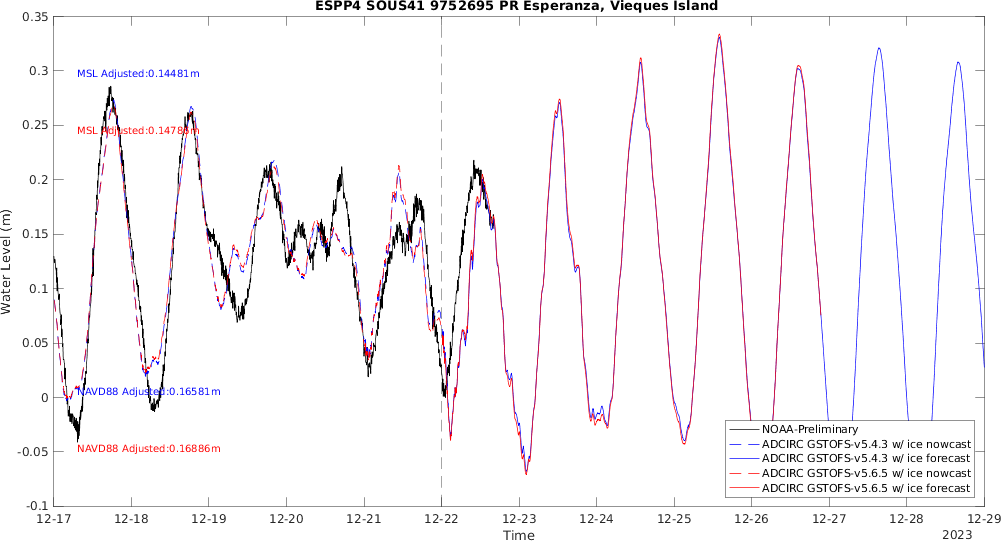 ESPP4 SOUS41 9752695 PR Esperanza, Vieques Island
0.35
0.3
0.25
0.2
0.15
0.1
0.05
0
-0.05
-0.1
Water Level (m)
MSL Adjusted:0.14481m
MSL Adjusted:0.14785m
NAVD88 Adjusted:0.16581m
NAVD88 Adjusted:0.16886m
NOAA-Preliminary
ADCIRC GSTOFS-v5.4.3 w/ ice nowcast
ADCIRC GSTOFS-v5.4.3 w/ ice forecast
ADCIRC GSTOFS-v5.6.5 w/ ice nowcast
ADCIRC GSTOFS-v5.6.5 w/ ice forecast
12-17 12-18 12-19 12-20 12-21 12-22 12-23 12-24 12-25 12-26 12-27 12-28 12-29
Time
2023